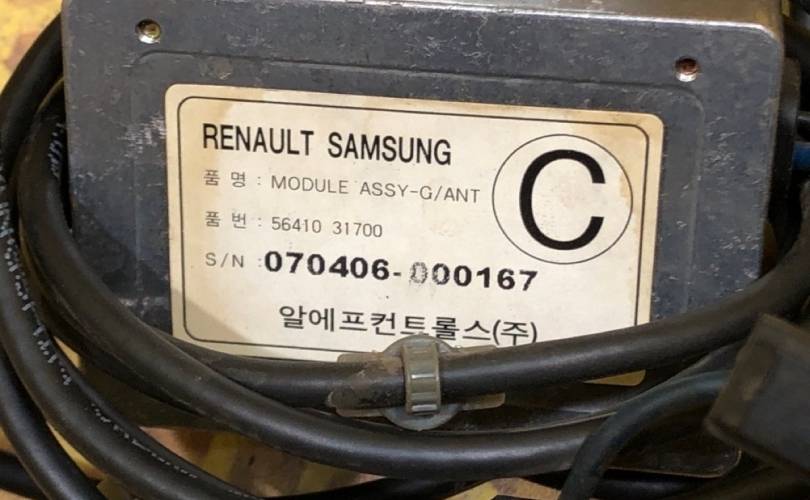 RENAULT SAMSUNG
C
품 명 : MODULE ASSY-G/ANT
품 번 : 56410 31700
S/N : 070406-000167
알에프컨트롤스(주)